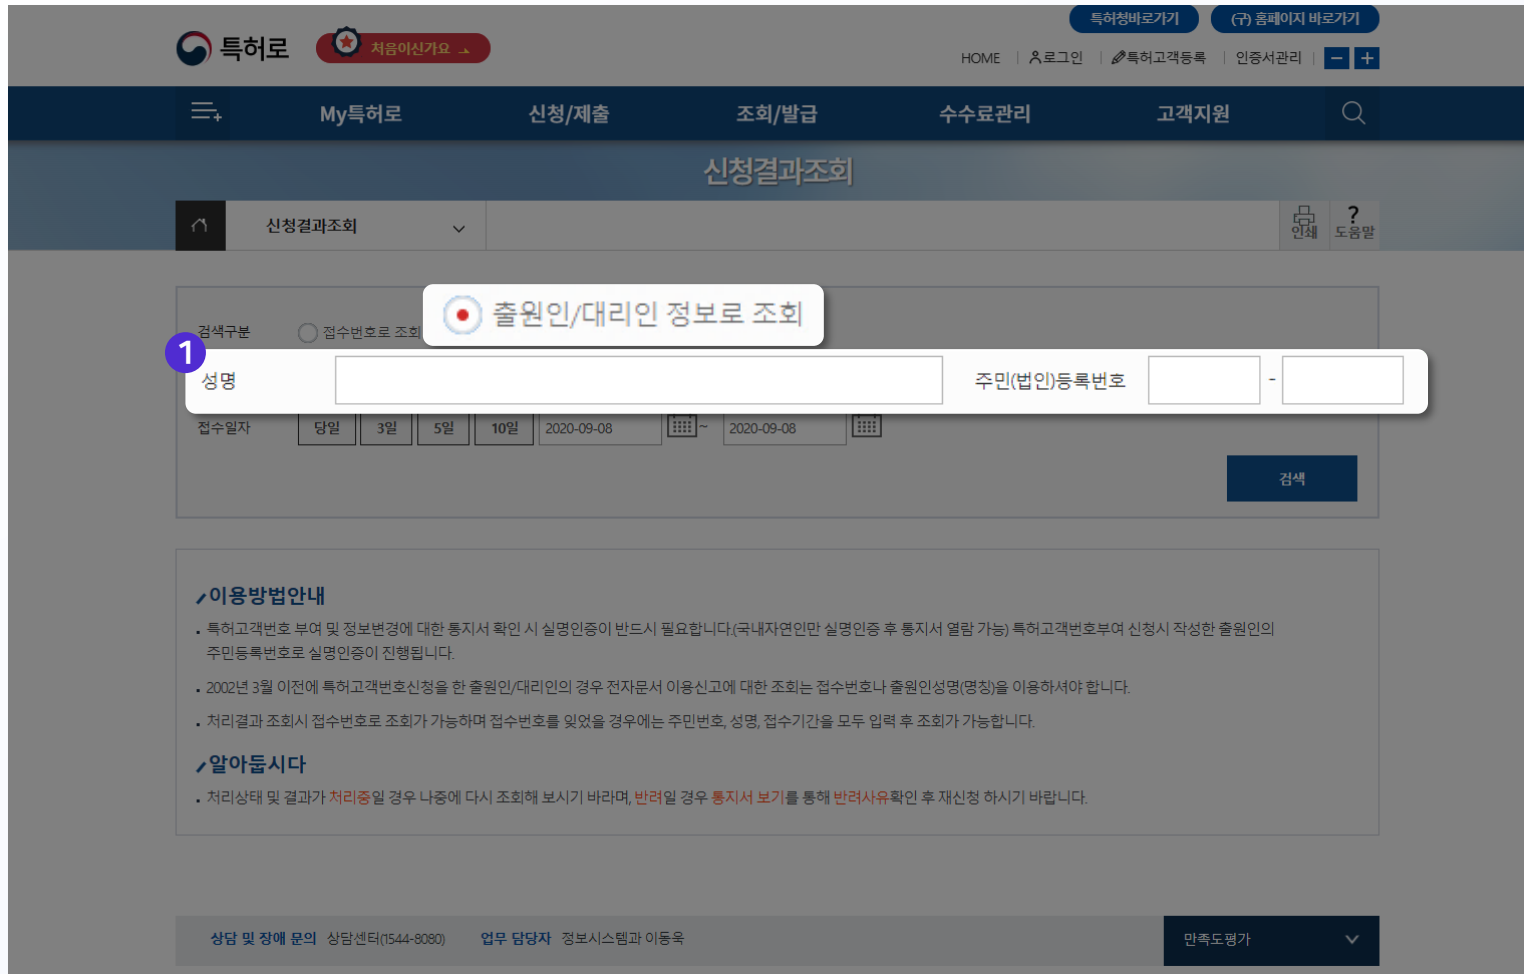 특허청바로가기 (구) 홈페이지 바로가기
특허로 처음이신가요
HOME 로그인 특허고객등록 인증서관리
My특허로 신청/제출 조회/발급 수수료관리 고객지원
신청결과조회
신청결과조회 인쇄 ? 도움말
검색구분 접수번호로 조회 출원인/대리인 정보로 조회
1
성명 주민(법인)등록번호 -
접수일자 당일 3일 5일 10일 2020-09-08 ~ 2020-09-08
검색
이용방법안내
특허고객번호 부여 및 정보변경에 대한 통지서 확인 시 실명인증이 반드시 필요합니다.(국내자연인만 실명인증 후 통지서 열람 가능) 특허고객번호부여 신청시 작성한 출원인의
주민등록번호로 실명인증이 진행됩니다.
2002년 3월 이전에 특허고객번호신청을 한 출원인/대리인의 경우 전자문서 이용신고에 대한 조회는 접수번호나 출원인성명(명칭)을 이용하셔야 합니다.
처리결과 조회시 접수번호로 조회가 가능하며 접수번호를 잊었을 경우에는 주민번호, 성명, 접수기간을 모두 입력 후 조회가 가능합니다.
알아둡시다
처리상태 및 결과가 처리중일 경우 나중에 다시 조회해 보시기 바라며, 반려일 경우 통지서 보기를 통해 반려사유확인 후 재신청 하시기 바랍니다.
상담 및 장애 문의 상담센터(1544-8080) 업무 담당자 정보시스템과 이동욱
만족도평가